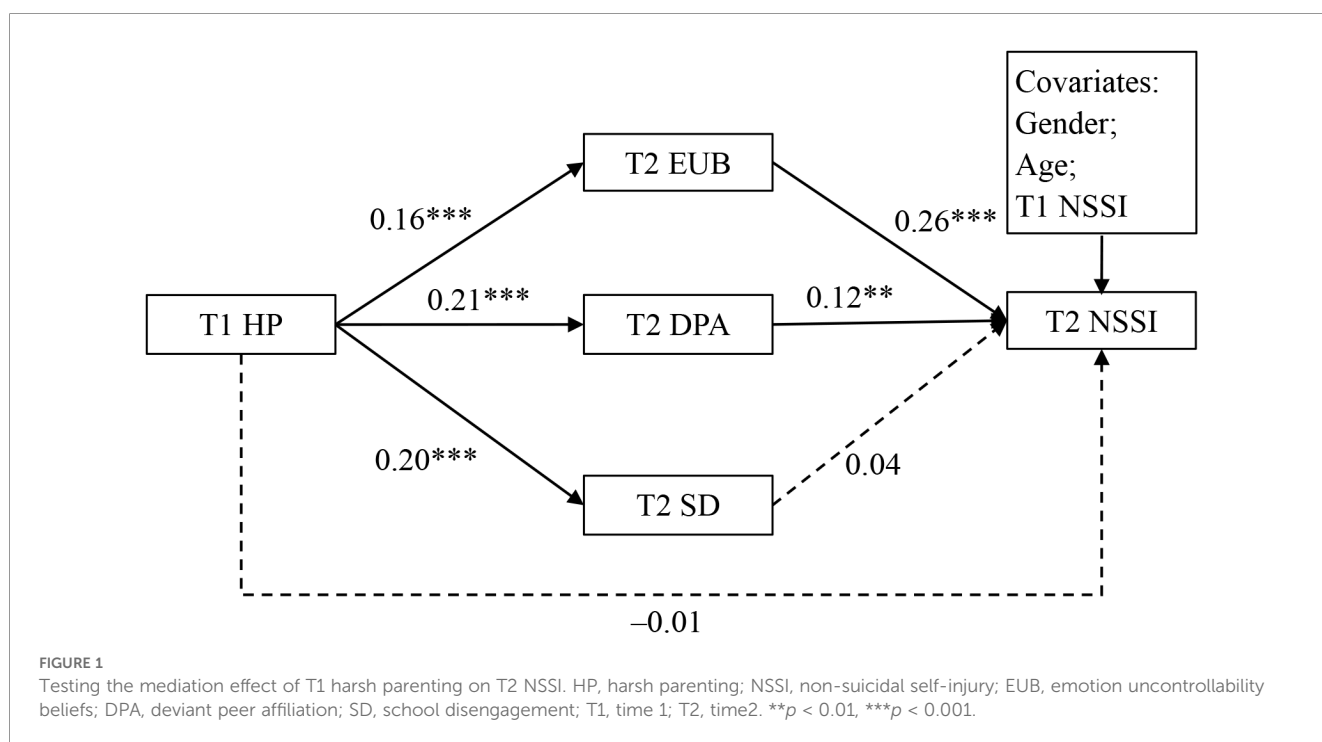 Covariates:
Gender;
Age;
T1 NSSI
T2 EUB
0.16***
0.26***
T1 HP
0.21***
T2 DPA
0.12**
T2 NSSI
0.20***
T2 SD
0.04
–0.01
FIGURE 1
Testing the mediation effect of T1 harsh parenting on T2 NSSI. HP, harsh parenting; NSSI, non-suicidal self-injury; EUB, emotion uncontrollability
beliefs; DPA, deviant peer affiliation; SD, school disengagement; T1, time 1; T2, time2. **p < 0.01, ***p < 0.001.